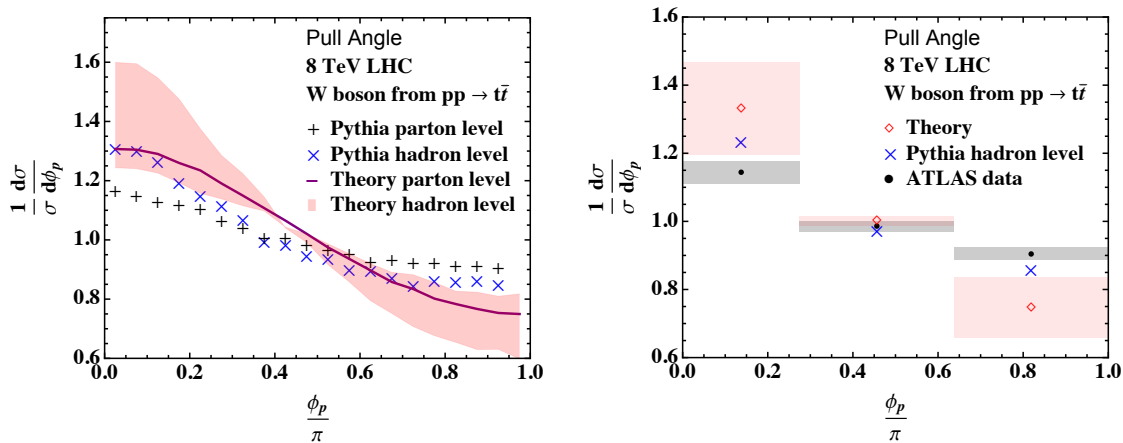 Pull Angle
8 TeV LHC
W boson from pp → tt̄
+ Pythia parton level
× Pythia hadron level
Theory parton level
Theory hadron level
1.6
1.4
1.2
1.0
0.8
0.6
0.0 0.2 0.4 0.6 0.8 1.0
1/σ dσ/dϕp
ϕp/π
Pull Angle
8 TeV LHC
W boson from pp → tt̄
◇ Theory
× Pythia hadron level
• ATLAS data
1.6
1.4
1.2
1.0
0.8
0.6
0.0 0.2 0.4 0.6 0.8 1.0
1/σ dσ/dϕp
ϕp/π